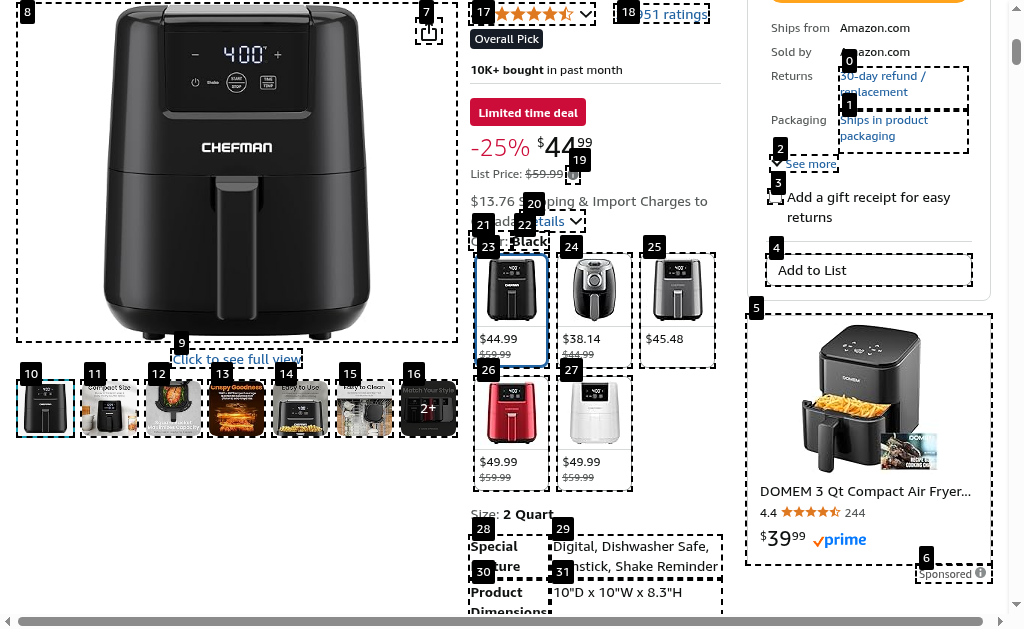 400°F
Shake
START STOP
TIME TEMP
CHEFMAN
Click to see full view
Compact Size
Crispy Goodness
Easy to Use
Easy to Clean
Match Your Style
2+
951 ratings
Overall Pick
10K+ bought in past month
Limited time deal
-25% $44.99
List Price: $59.99
$13.76 Shipping & Import Charges to
Canada Details
Color: Black
$44.99
$59.99
$38.14
$44.99
$45.48
$49.99
$59.99
$49.99
$59.99
Size: 2 Quart
Special Feature
Digital, Dishwasher Safe,
Nonstick, Shake Reminder
Product Dimensions
10"D x 10"W x 8.3"H
Ships from Amazon.com
Sold by Amazon.com
Returns 30-day refund /
replacement
Packaging Ships in product
packaging
See more
Add a gift receipt for easy
returns
Add to List
DOMEM
DOMEM 3 Qt Compact Air Fryer...
4.4 244
$39.99 prime
Sponsored
0
1
2
3
4
5
6
7
8
9
10
11
12
13
14
15
16
17
18
19
20
21
22
23
24
25
26
27
28
29
30
31